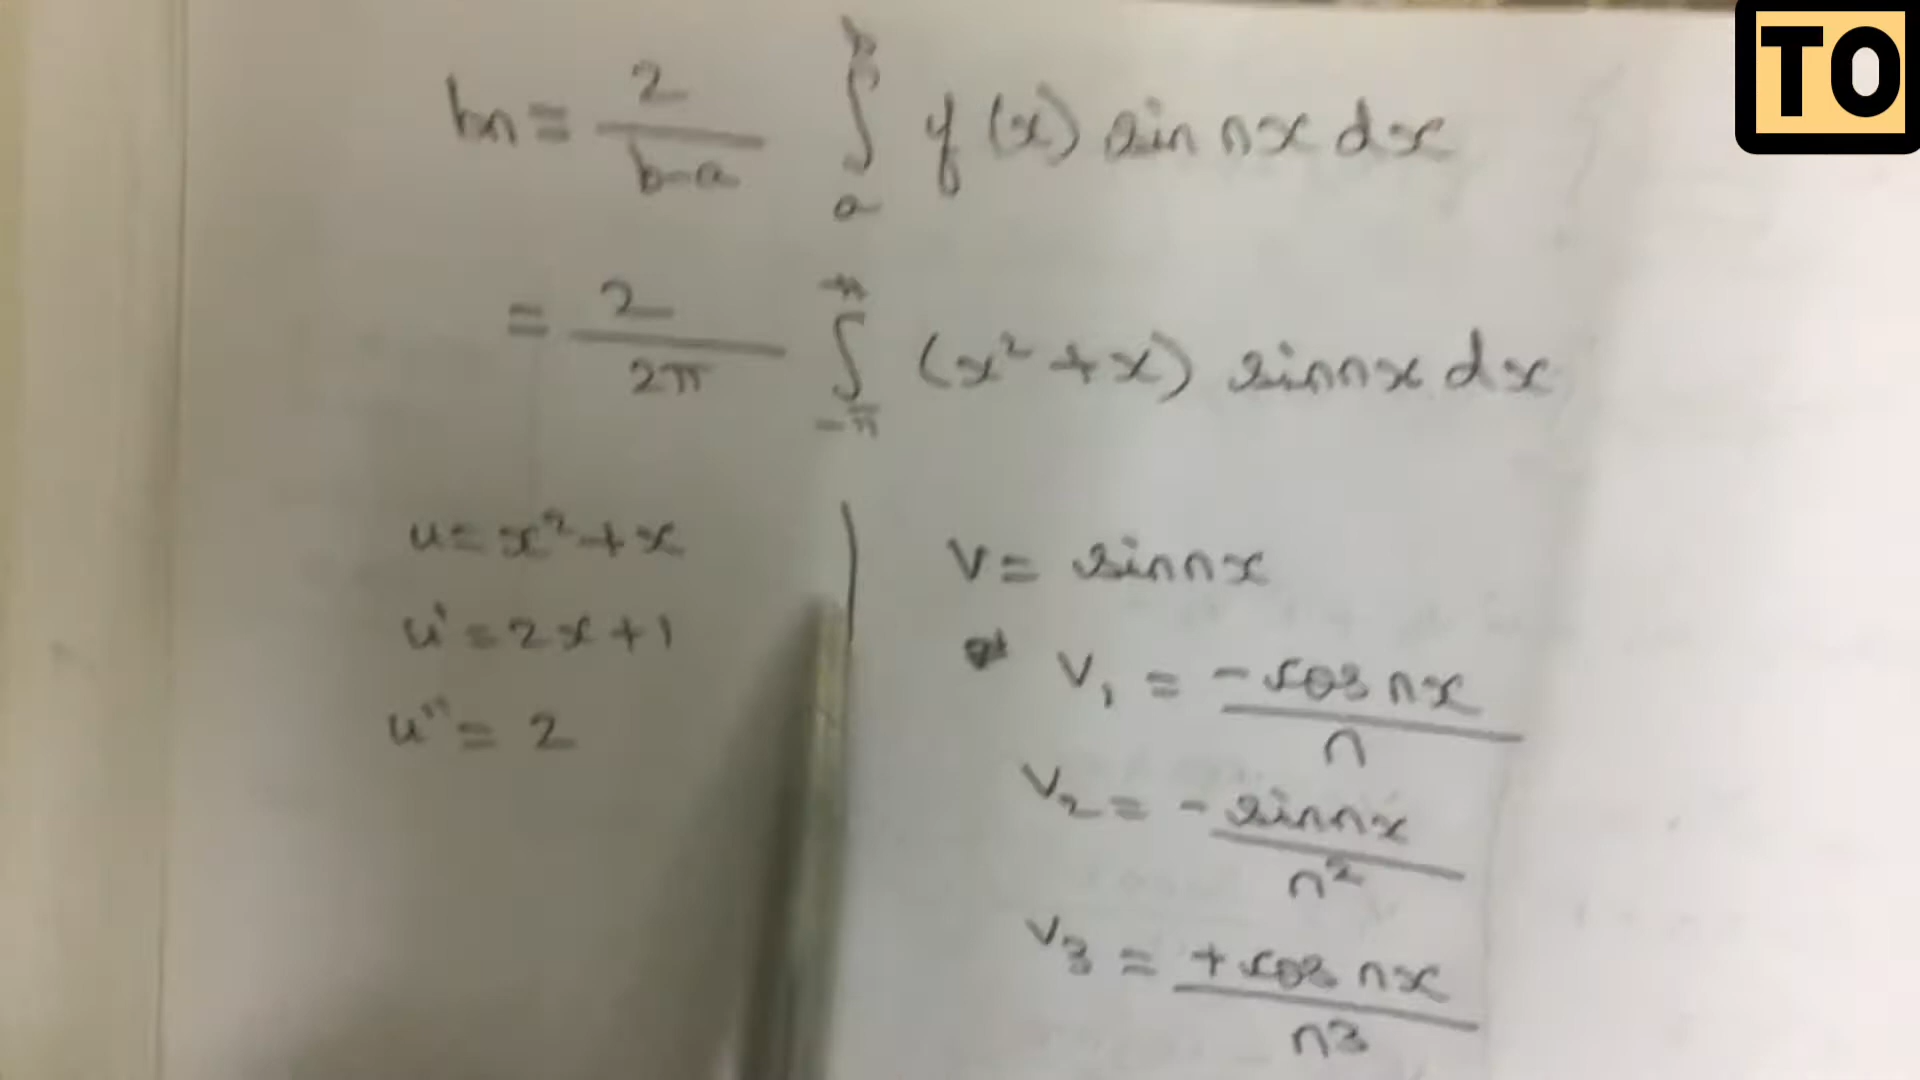 TO
bn = 2/(b-a) ∫_a^b f(x) sin nx dx
= 2/(2π) ∫_{-π}^{π} (x² + x) sin nx dx
u = x² + x
u' = 2x + 1
u'' = 2
v = sin nx
v₁ = -cos nx / n
v₂ = - sin nx / n²
v₃ = + cos nx / n³